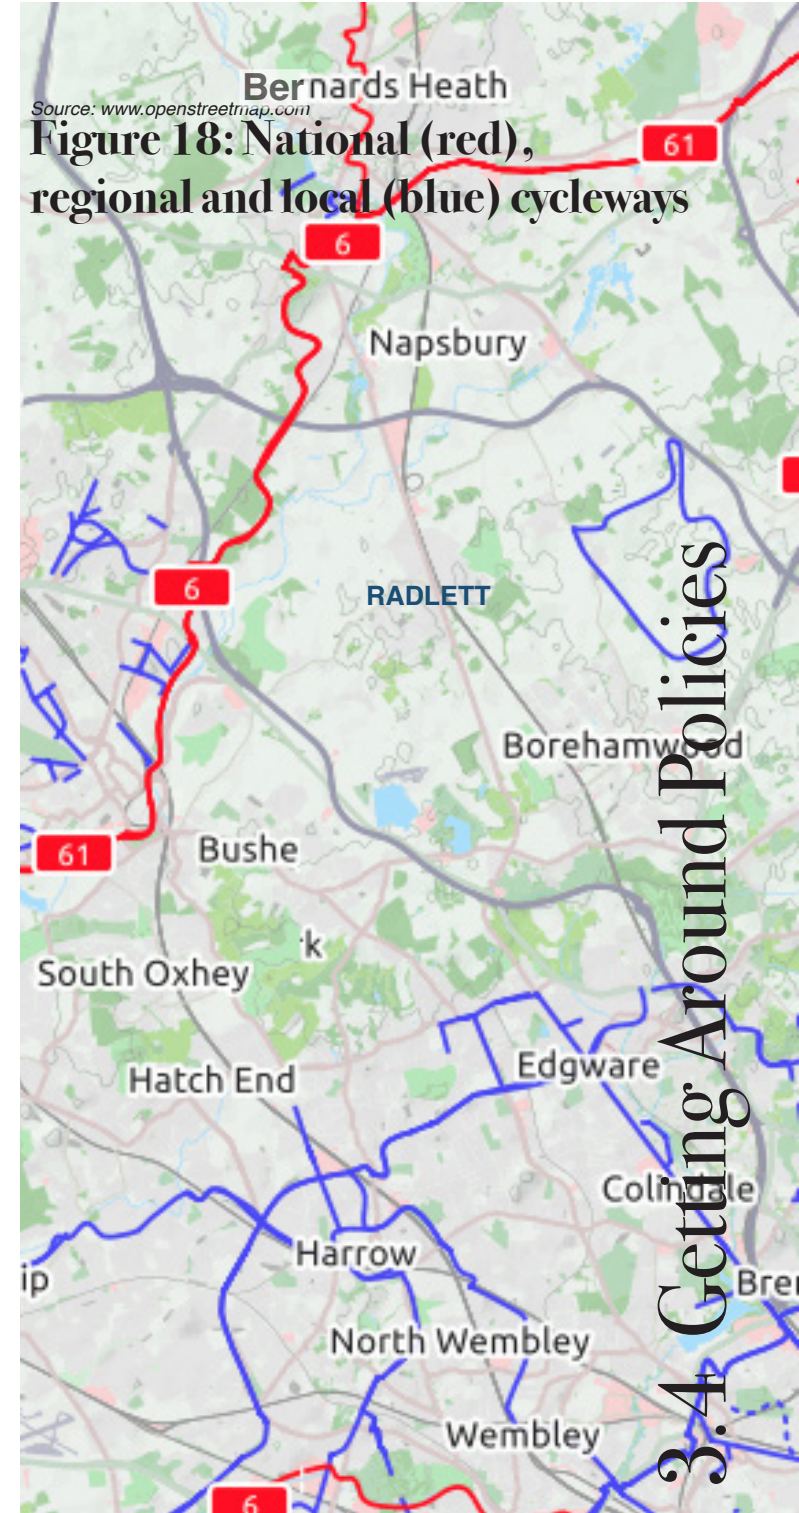 Bernards Heath
Source: www.openstreetmap.com
Figure 18: National (red),
regional and local (blue) cycleways
61
6
Napsbury
6
RADLETT
Borehamwood
61
Bushe
k
South Oxhey
Edgware
Hatch End
Colindale
Harrow
ip
Brer
North Wembley
Wembley
6
3.4 Getting Around Policies